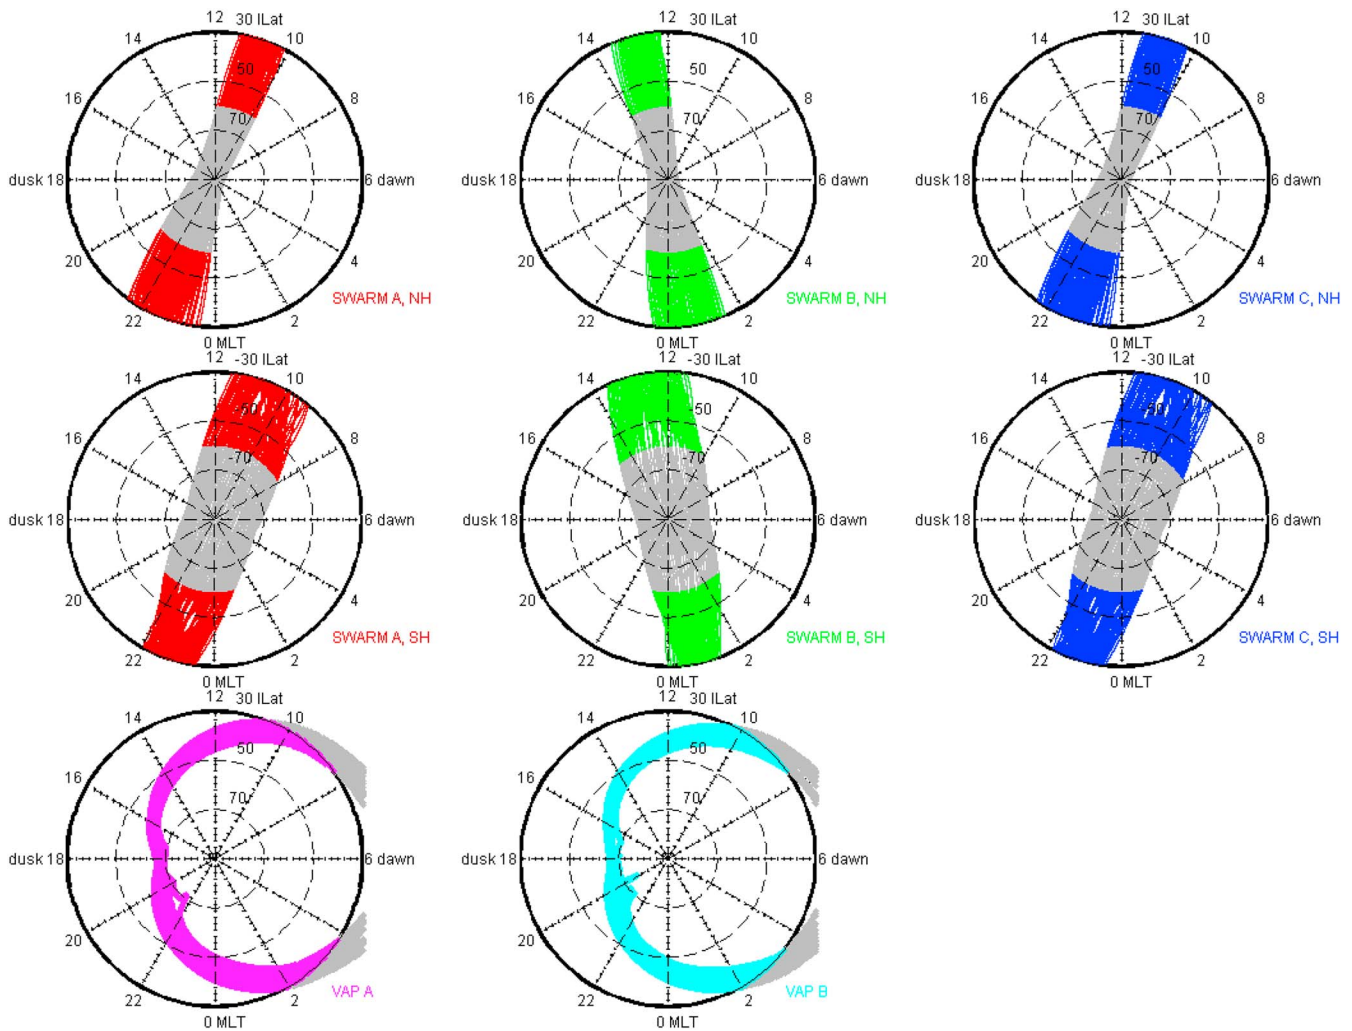 12 30 ILat
14 10
50
16 8
70
dusk 18 6 dawn
20 4
SWARM A, NH
22 2
0 MLT
12 30 ILat
14 10
50
16 8
70
dusk 18 6 dawn
20 4
SWARM B, NH
22 2
0 MLT
12 30 ILat
14 10
50
16 8
70
dusk 18 6 dawn
20 4
SWARM C, NH
22 2
0 MLT
12 -30 ILat
14 10
-50
16 8
-70
dusk 18 6 dawn
20 4
SWARM A, SH
22 2
0 MLT
12 -30 ILat
14 10
-50
16 8
-70
dusk 18 6 dawn
20 4
SWARM B, SH
22 2
0 MLT
12 -30 ILat
14 10
-50
16 8
-70
dusk 18 6 dawn
20 4
SWARM C, SH
22 2
0 MLT
12 30 ILat
14 10
50
16
70
dusk 18 6 dawn
20
VAP A
22 2
0 MLT
12 30 ILat
14 10
50
16
70
dusk 18 6 dawn
20
VAP B
22 2
0 MLT